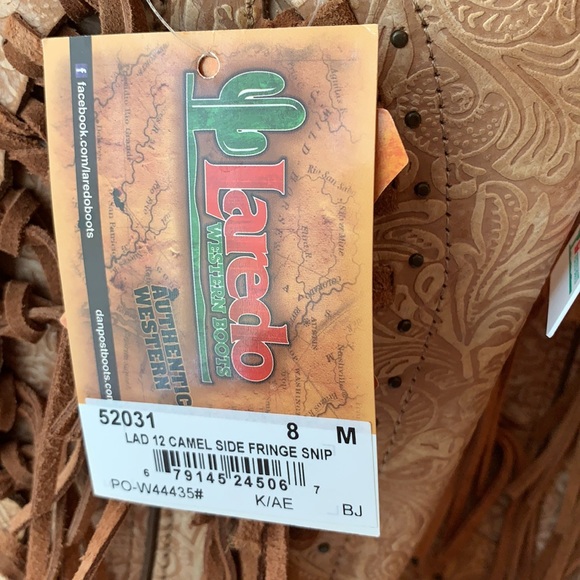 facebook.com/laredoboots
danpostboots.co
Laredo
WESTERN BOOTS
AUTHENTIC
WESTERN
52031 8 M
LAD 12 CAMEL SIDE FRINGE SNIP
6 79145 24506 7
PO-W44435# K/AE BJ